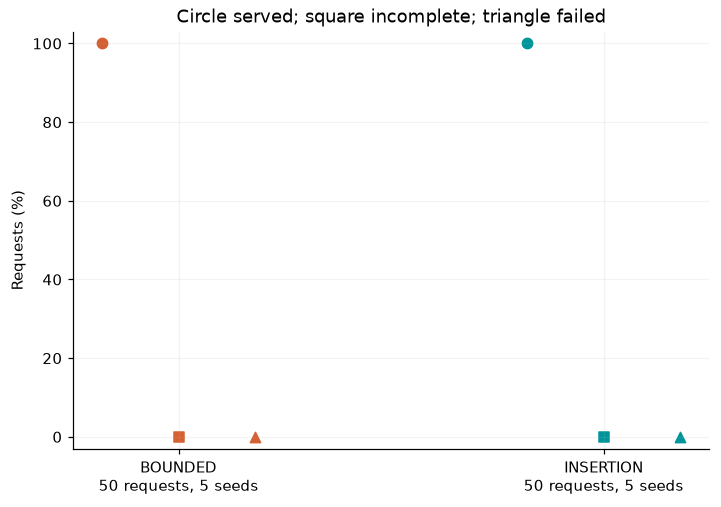 Circle served; square incomplete; triangle failed
100
80
60
40
20
0
Requests (%)
BOUNDED
50 requests, 5 seeds
INSERTION
50 requests, 5 seeds